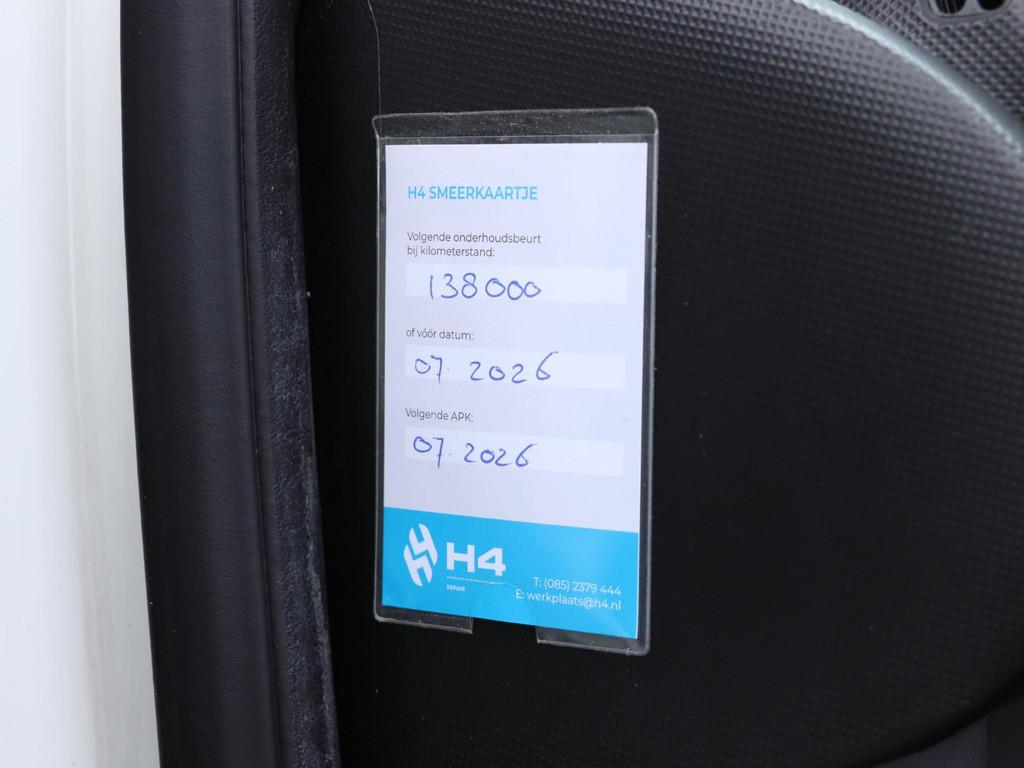 H4 SMEERKAARTJE
Volgende onderhoudsbeurt
bij kilometerstand:
138000
of vóór datum:
07. 2026
Volgende APK:
07. 2026
H4
REPAIR
T: (085) 2379 444
E: werkplaats@h4.nl